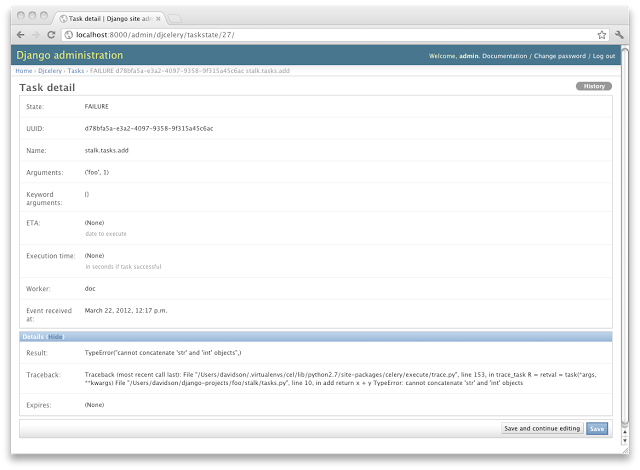 Task detail | Django site adm
localhost:8000/admin/djcelery/taskstate/27/
Django administration
Welcome, admin. Documentation / Change password / Log out
Home › Djcelery › Tasks › FAILURE d78bfa5a-e3a2-4097-9358-9f315a45c6ac stalk.tasks.add
Task detail
History
State: FAILURE
UUID: d78bfa5a-e3a2-4097-9358-9f315a45c6ac
Name: stalk.tasks.add
Arguments: ('foo', 1)
Keyword arguments: {}
ETA: (None)
date to execute
Execution time: (None)
in seconds if task successful
Worker: doc
Event received at: March 22, 2012, 12:17 p.m.
Details (Hide)
Result: TypeError("cannot concatenate 'str' and 'int' objects",)
Traceback: Traceback (most recent call last): File "/Users/davidson/.virtualenvs/cel/lib/python2.7/site-packages/celery/execute/trace.py", line 153, in trace_task R = retval = task(*args,
**kwargs) File "/Users/davidson/django-projects/foo/stalk/tasks.py", line 10, in add return x + y TypeError: cannot concatenate 'str' and 'int' objects
Expires: (None)
Save and continue editing
Save